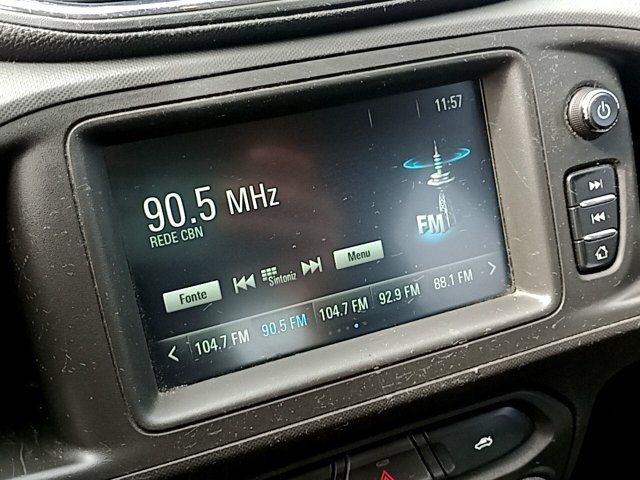 11:57
90.5 MHz
REDE CBN
FM
Fonte
Sintoniz
Menu
104.7 FM 90.5 FM 104.7 FM 92.9 FM 88.1 FM